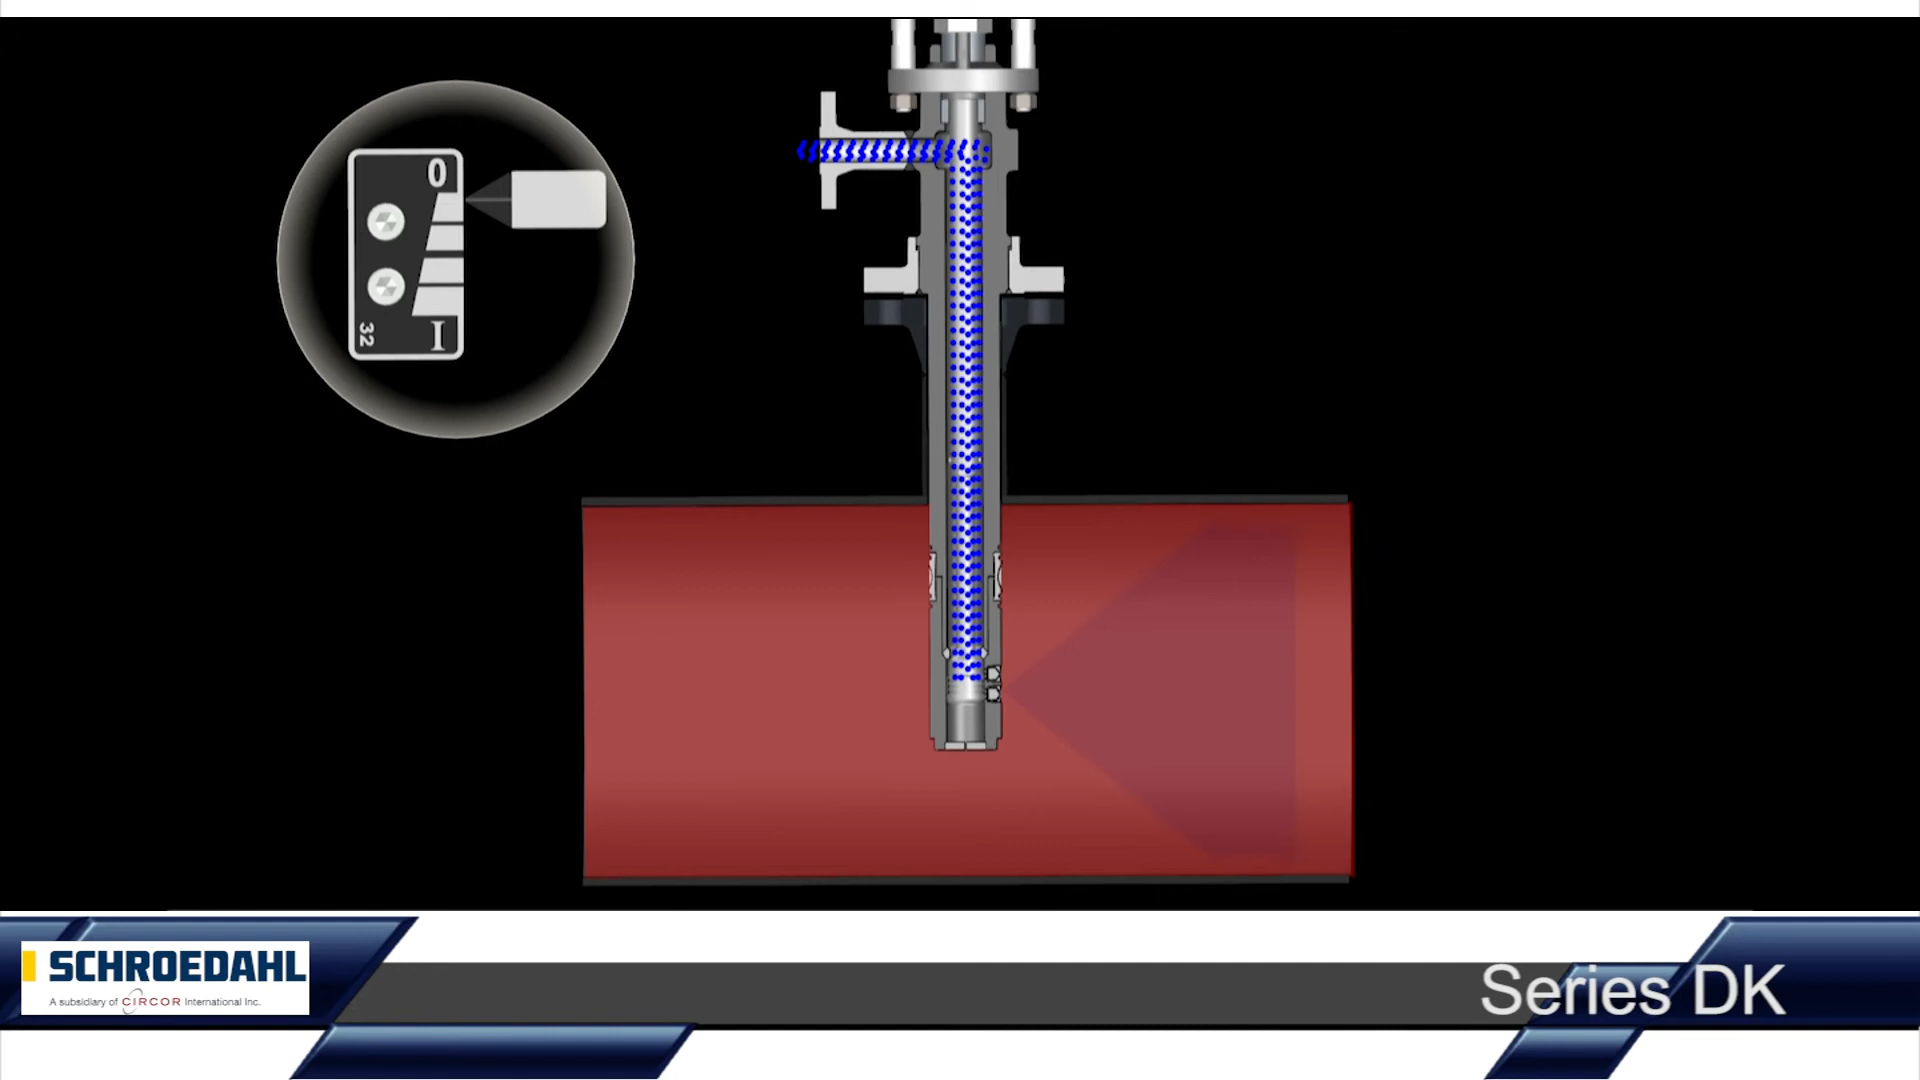 0
I
32
SCHROEDAHL
A subsidiary of CIRCOR International Inc.
Series DK